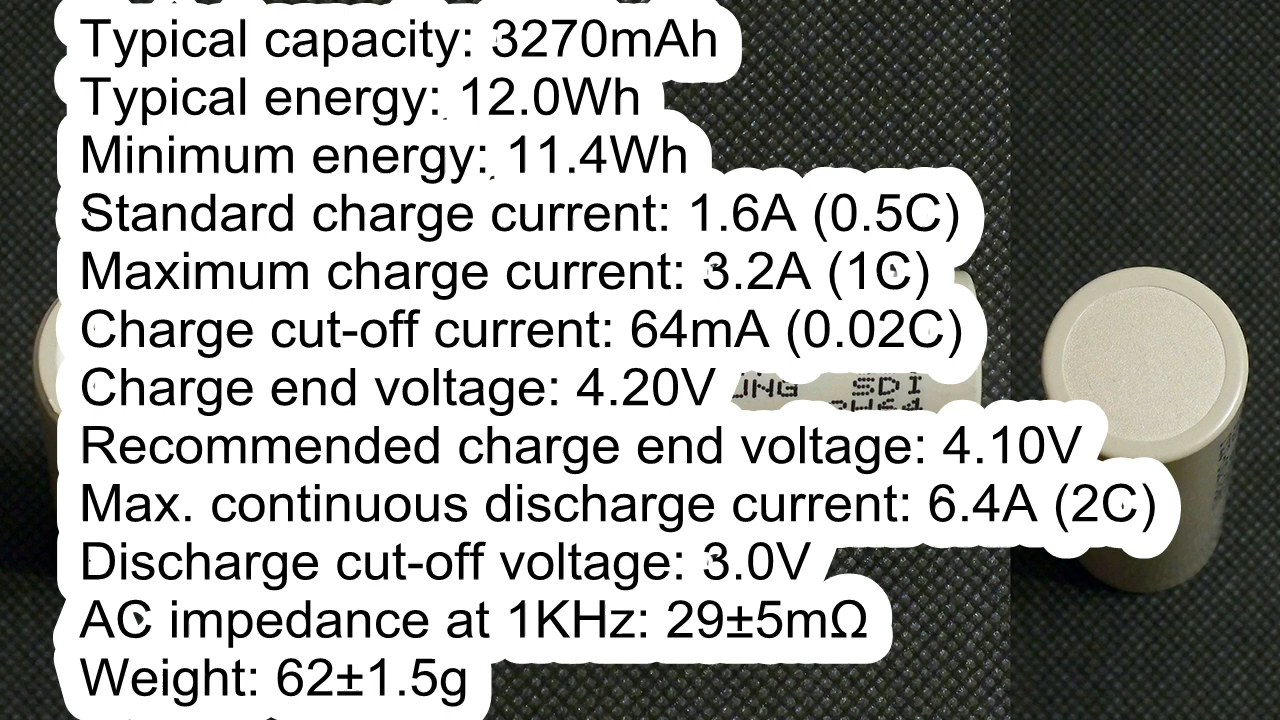 Typical capacity: 3270mAh
Typical energy: 12.0Wh
Minimum energy: 11.4Wh
Standard charge current: 1.6A (0.5C)
Maximum charge current: 3.2A (1C)
Charge cut-off current: 64mA (0.02C)
Charge end voltage: 4.20V
SDI
Recommended charge end voltage: 4.10V
Max. continuous discharge current: 6.4A (2C)
Discharge cut-off voltage: 3.0V
AC impedance at 1KHz: 29±5mΩ
Weight: 62±1.5g